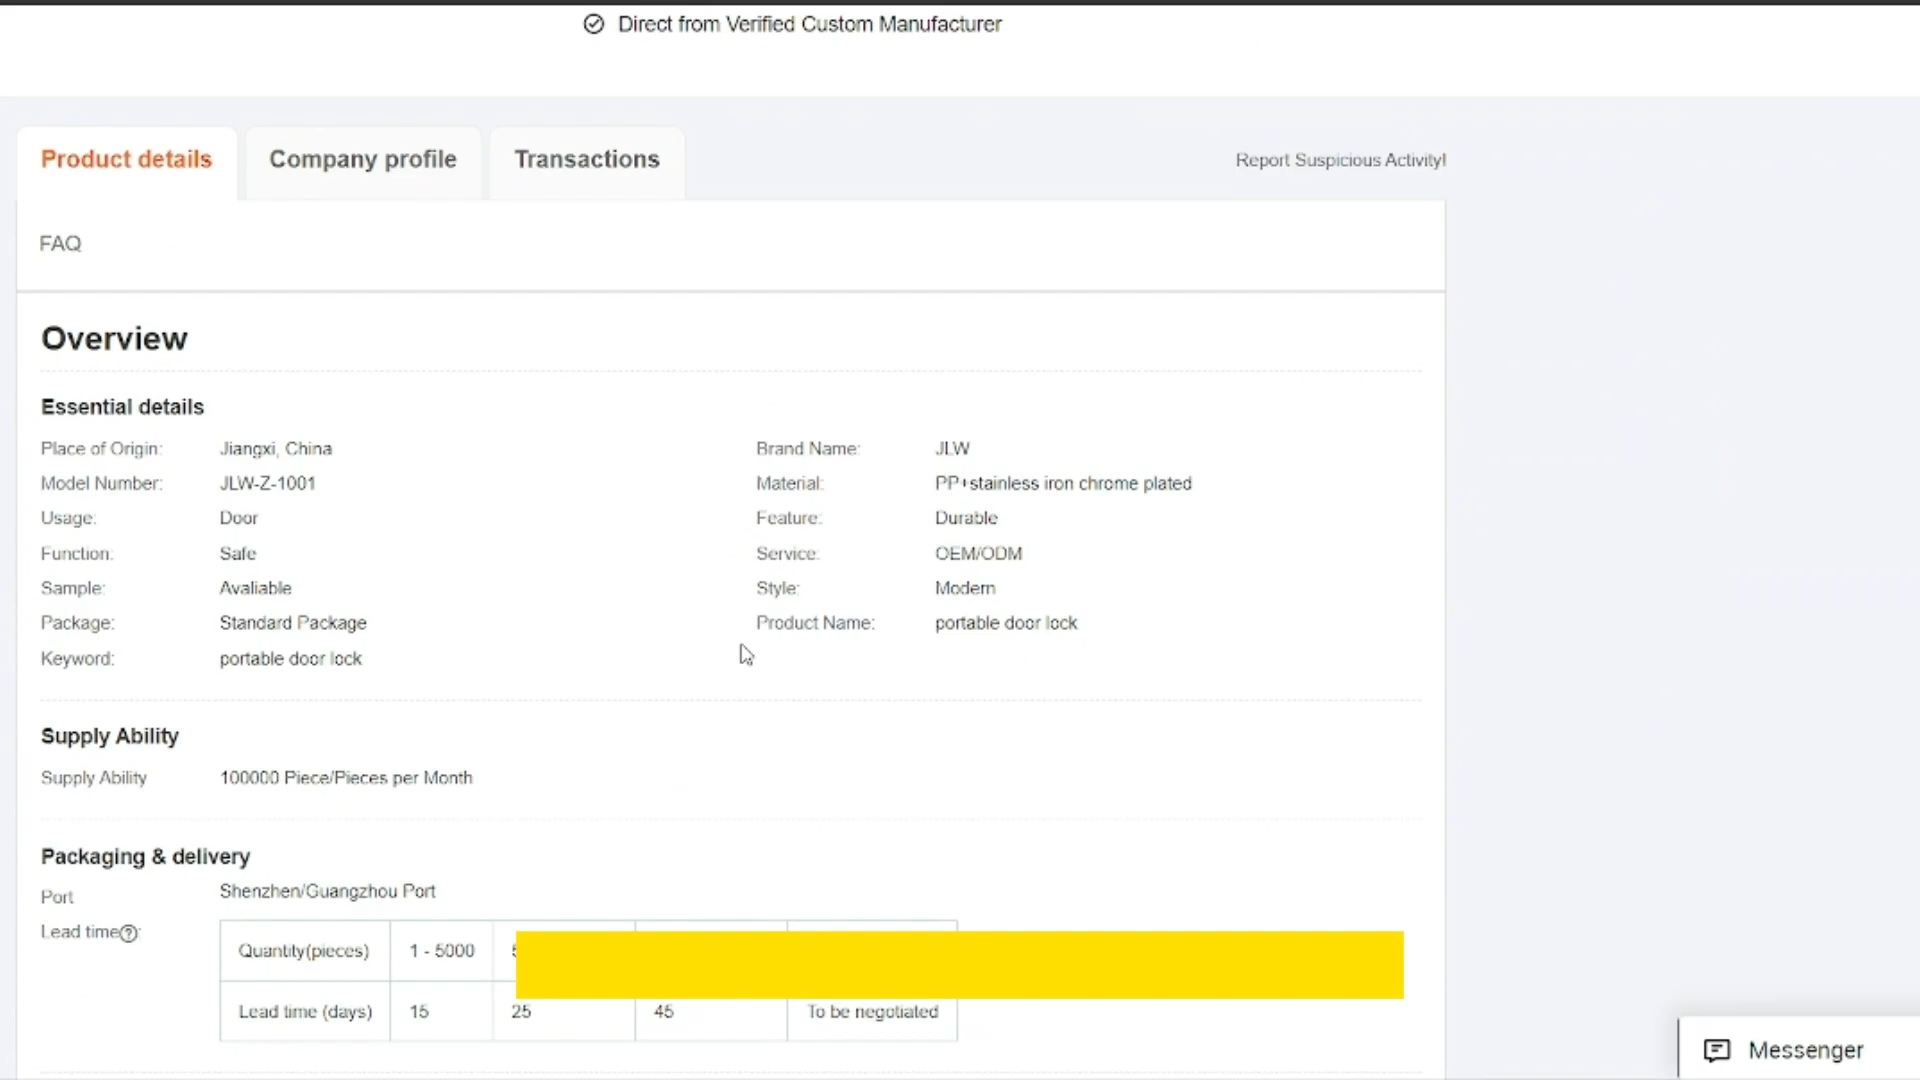 Direct from Verified Custom Manufacturer
Product details
Company profile
Transactions
Report Suspicious Activity!
FAQ
Overview
Essential details
Place of Origin: Jiangxi, China
Brand Name: JLW
Model Number: JLW-Z-1001
Material: PP+stainless iron chrome plated
Usage: Door
Feature: Durable
Function: Safe
Service: OEM/ODM
Sample: Avaliable
Style: Modern
Package: Standard Package
Product Name: portable door lock
Keyword: portable door lock
Supply Ability
Supply Ability 100000 Piece/Pieces per Month
Packaging & delivery
Port Shenzhen/Guangzhou Port
Lead time?:
Quantity(pieces) 1 - 5000
Lead time (days) 15 25 45 To be negotiated
Messenger